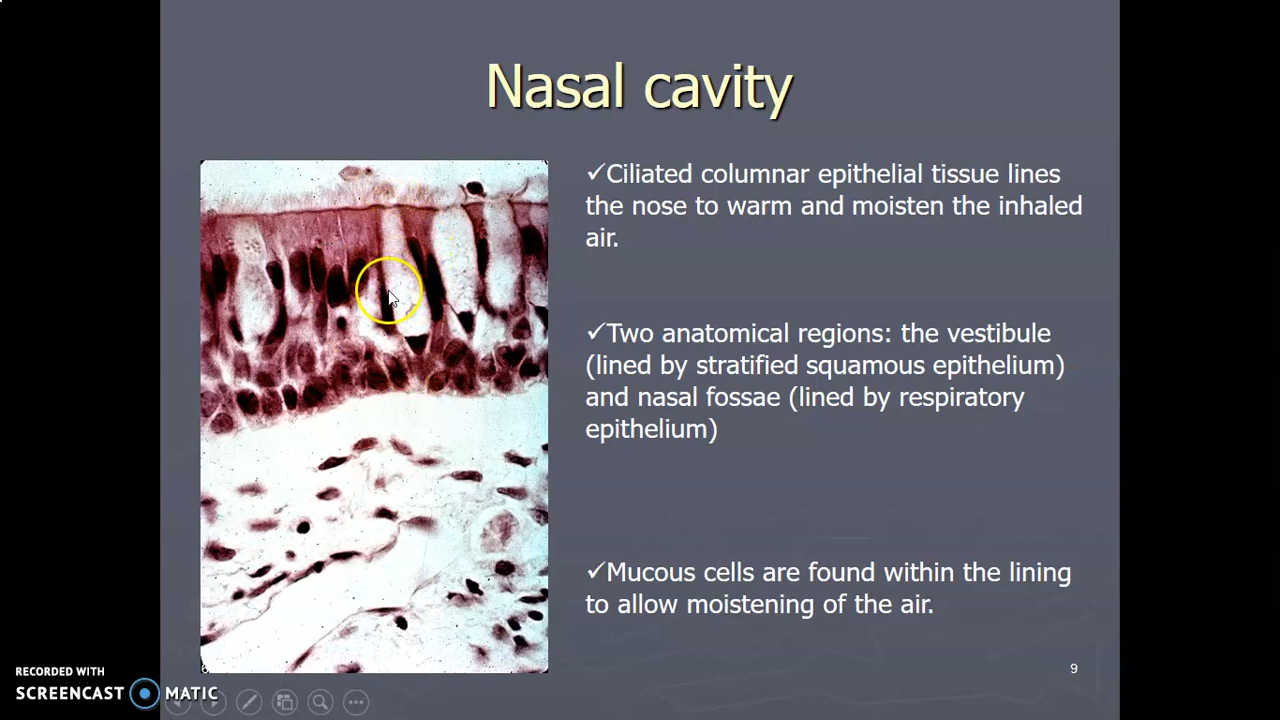 Nasal cavity
✓Ciliated columnar epithelial tissue lines
the nose to warm and moisten the inhaled
air.
✓Two anatomical regions: the vestibule
(lined by stratified squamous epithelium)
and nasal fossae (lined by respiratory
epithelium)
✓Mucous cells are found within the lining
to allow moistening of the air.
9
RECORDED WITH
SCREENCAST MATIC